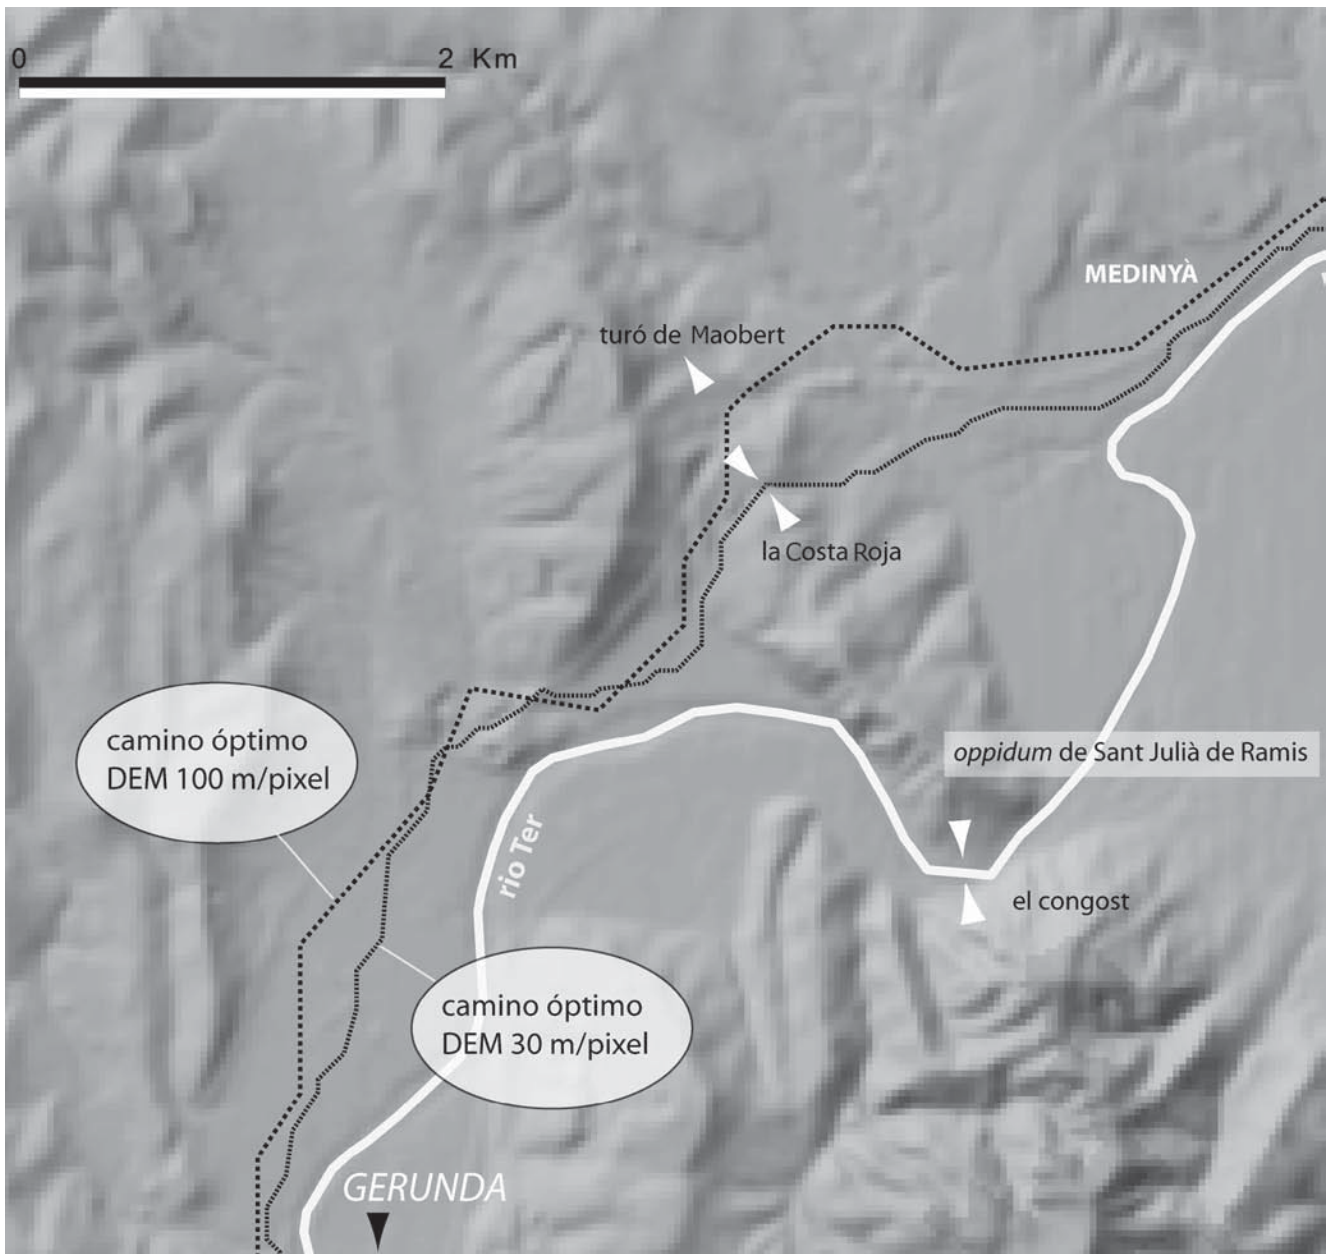 0 2 Km
MEDINYÀ
turó de Maobert
la Costa Roja
camino óptimo
DEM 100 m/pixel
oppidum de Sant Julià de Ramis
rio Ter
el congost
camino óptimo
DEM 30 m/pixel
GERUNDA